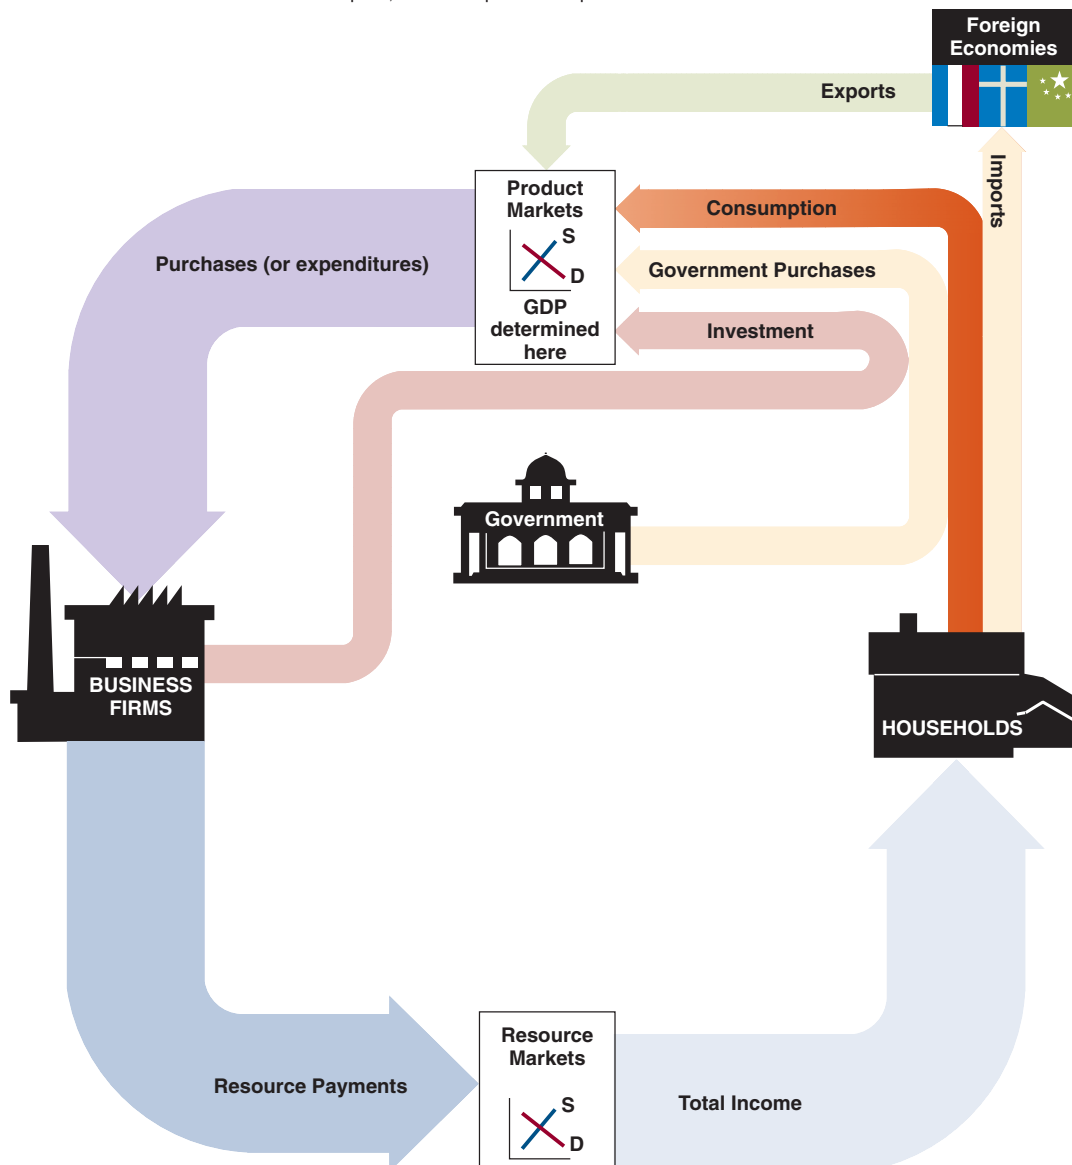 Foreign
Economies
Exports
Imports
Product
Markets
S
D
GDP
determined
here
Consumption
Purchases (or expenditures)
Government Purchases
Investment
Government
BUSINESS
FIRMS
HOUSEHOLDS
Resource
Markets
S
D
Resource Payments
Total Income